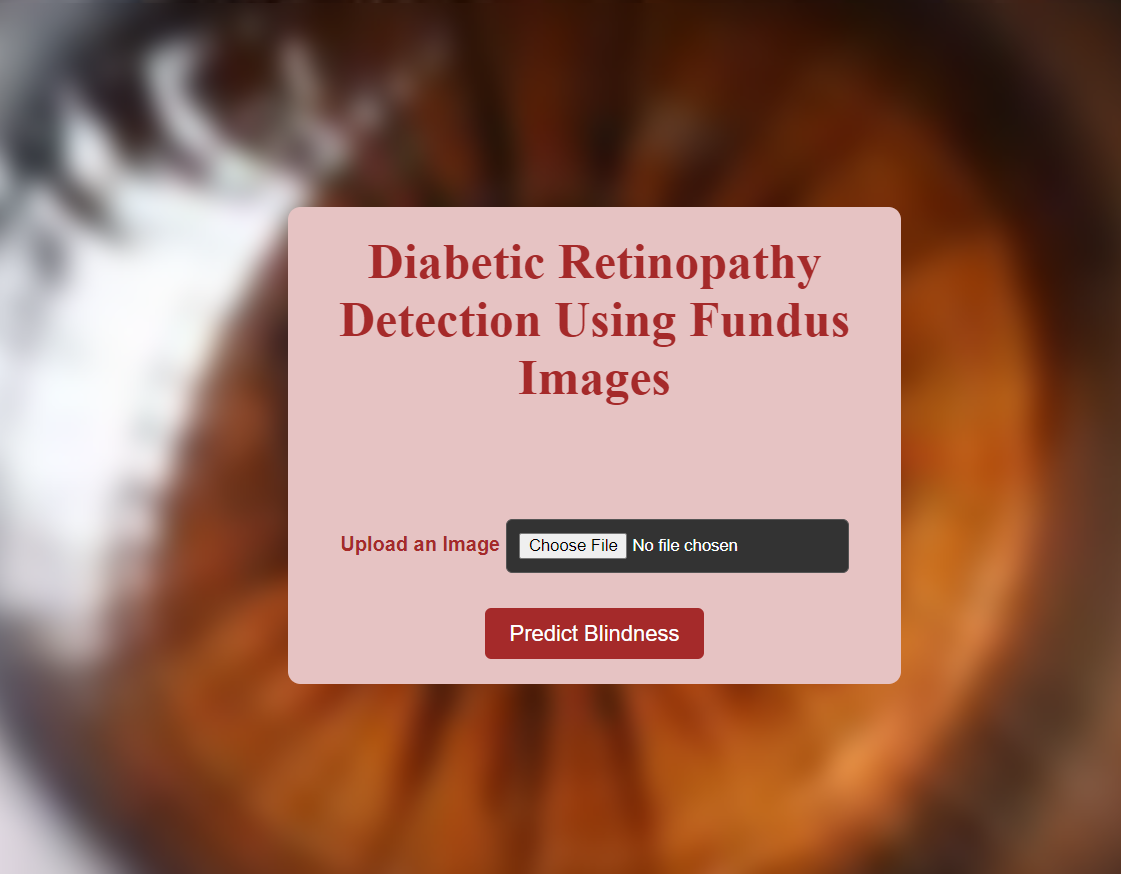 Diabetic Retinopathy
Detection Using Fundus
Images
Upload an Image Choose File No file chosen
Predict Blindness